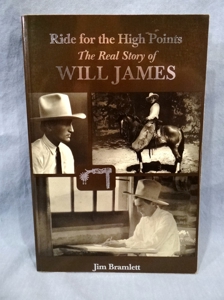 Ride for the High Points
The Real Story of
WILL JAMES
Jim Bramlett